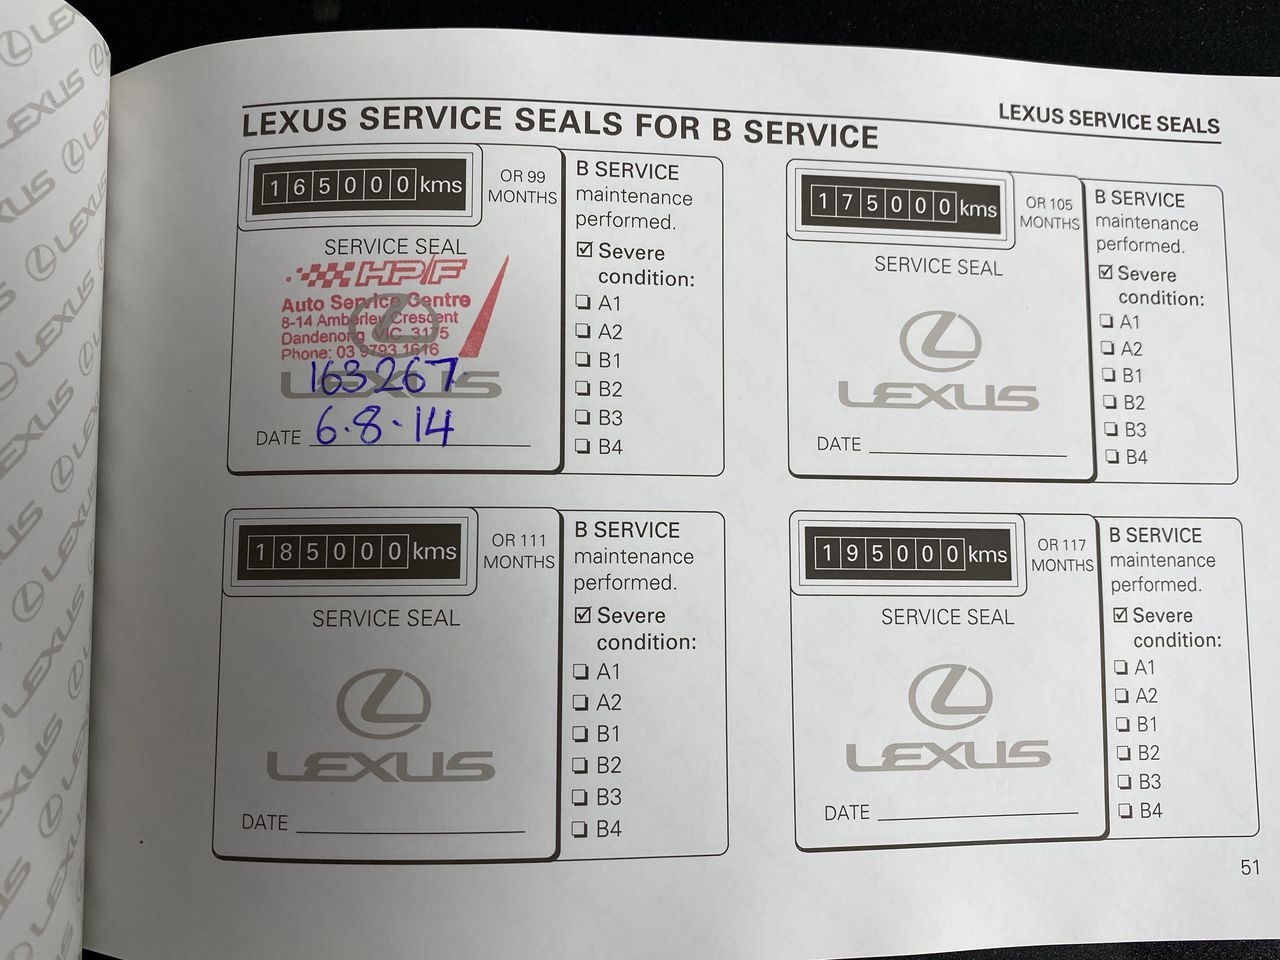 LEXUS SERVICE SEALS
LEXUS SERVICE SEALS FOR B SERVICE
165000 kms
OR 99
MONTHS
SERVICE SEAL
HPF
Auto Service Centre
8-14 Amberley Crescent
Dandenong VIC 3175
Phone: 03 9793 1616
163267
LEXUS
DATE 6.8.14
B SERVICE
maintenance
performed.
☑ Severe
condition:
❏ A1
❏ A2
❏ B1
❏ B2
❏ B3
❏ B4
175000 kms
OR 105
MONTHS
SERVICE SEAL
LEXUS
DATE
B SERVICE
maintenance
performed.
☑ Severe
condition:
❏ A1
❏ A2
❏ B1
❏ B2
❏ B3
❏ B4
185000 kms
OR 111
MONTHS
SERVICE SEAL
LEXUS
DATE
B SERVICE
maintenance
performed.
☑ Severe
condition:
❏ A1
❏ A2
❏ B1
❏ B2
❏ B3
❏ B4
195000 kms
OR 117
MONTHS
SERVICE SEAL
LEXUS
DATE
B SERVICE
maintenance
performed.
☑ Severe
condition:
❏ A1
❏ A2
❏ B1
❏ B2
❏ B3
❏ B4
51